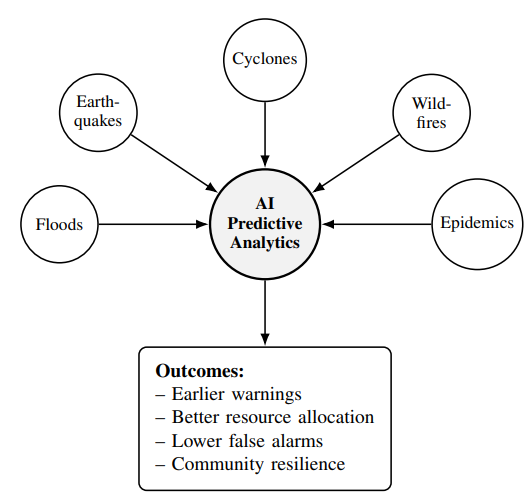 Cyclones
Earth-
quakes
Wild-
fires
Floods
AI
Predictive
Analytics
Epidemics
Outcomes:
– Earlier warnings
– Better resource allocation
– Lower false alarms
– Community resilience